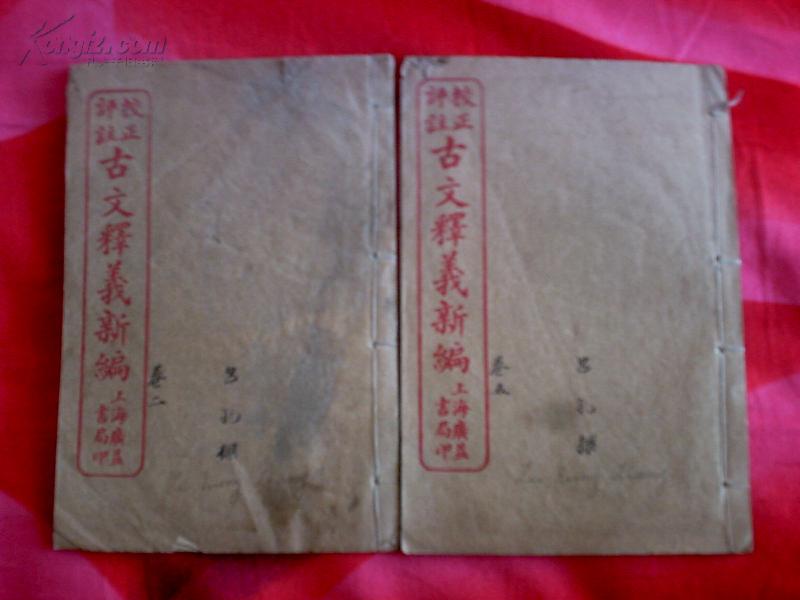 Kongfz.com
校正
評註
古文釋義新編
上海廣益
書局印
卷二
校正
評註
古文釋義新編
上海廣益
書局印
卷五